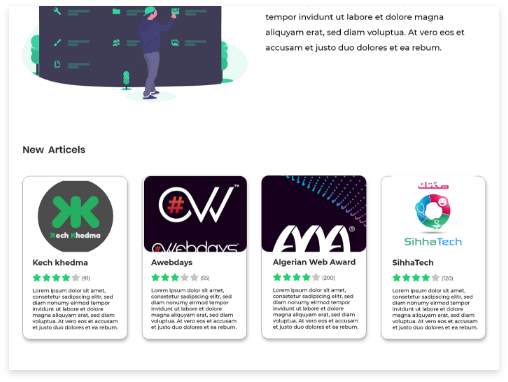 tempor invidunt ut labore et dolore magna
aliquyam erat, sed diam voluptua. At vero eos et
accusam et justo duo dolores et ea rebum.
New Articels
Kech Khedma
#W
™
Webdays
®
SihhaTech
Kech khedma
(91)
Lorem ipsum dolor sit amet,
consetetur sadipscing elitr, sed
diam nonumy eirmod tempor
invidunt ut labore et dolore
magna aliquyam erat, sed diam
voluptua. At vero eos et accusam
et justo duo dolores et ea rebum.
Awebdays
(55)
Lorem ipsum dolor sit amet,
consetetur sadipscing elitr, sed
diam nonumy eirmod tempor
invidunt ut labore et dolore
magna aliquyam erat, sed diam
voluptua. At vero eos et accusam
et justo duo dolores et ea rebum.
Algerian Web Award
(200)
Lorem ipsum dolor sit amet,
consetetur sadipscing elitr, sed
diam nonumy eirmod tempor
invidunt ut labore et dolore
magna aliquyam erat, sed diam
voluptua. At vero eos et accusam
et justo duo dolores et ea rebum.
SihhaTech
(120)
Lorem ipsum dolor sit amet,
consetetur sadipscing elitr, sed
diam nonumy eirmod tempor
invidunt ut labore et dolore
magna aliquyam erat, sed diam
voluptua. At vero eos et accusam
et justo duo dolores et ea rebum.